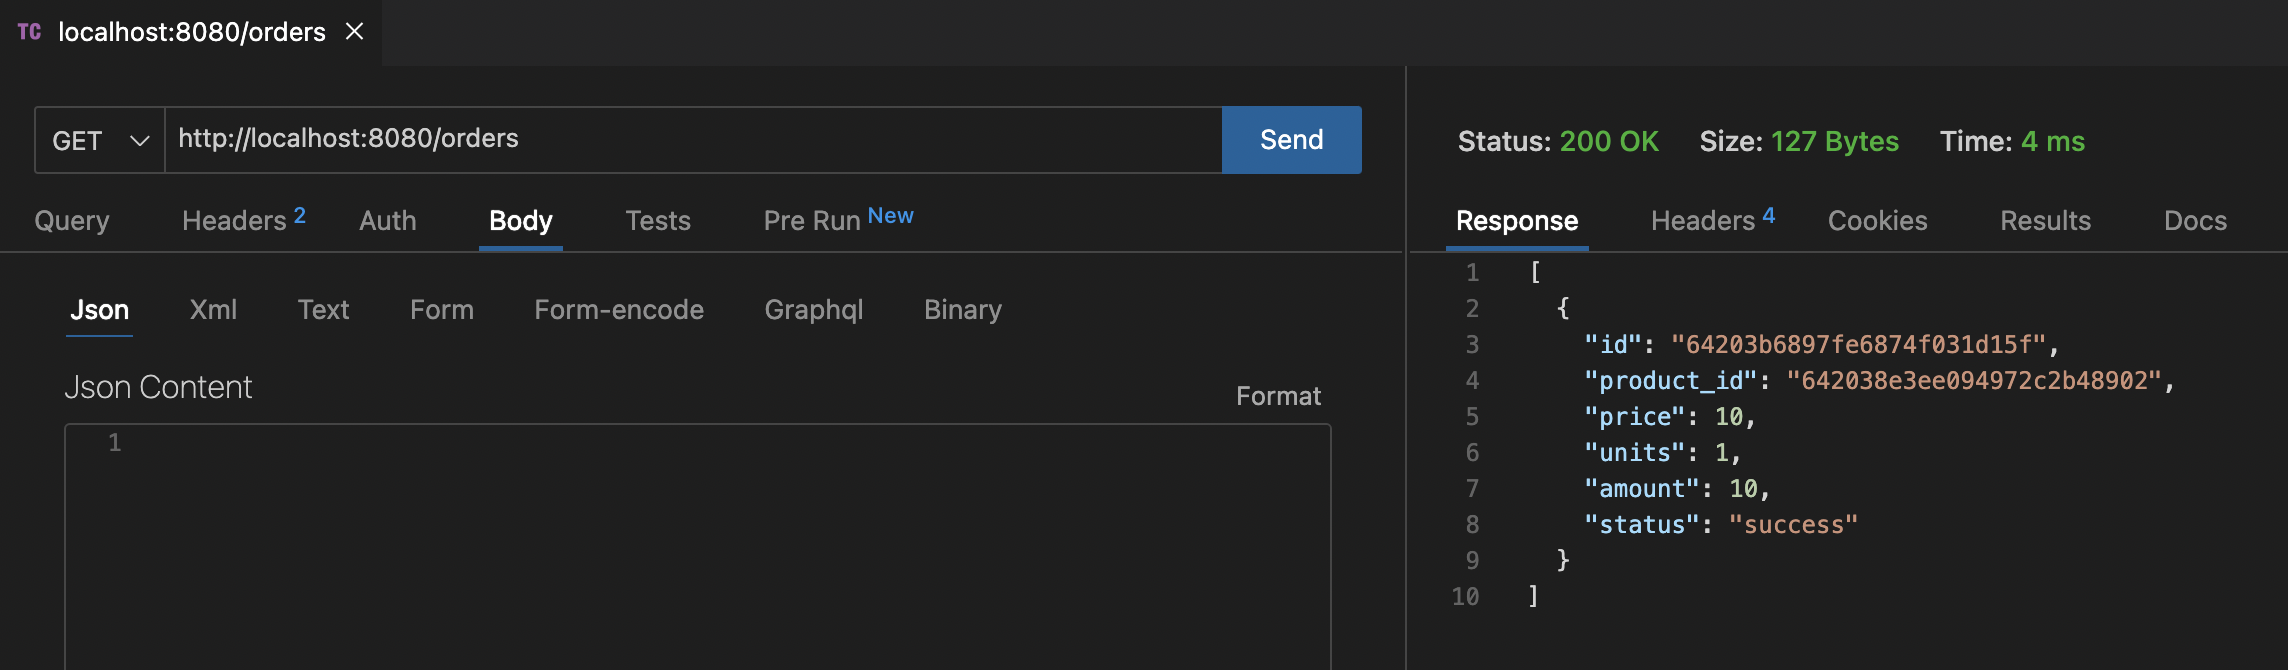 TC localhost:8080/orders
GET http://localhost:8080/orders Send
Query Headers 2 Auth Body Tests Pre Run New
Json Xml Text Form Form-encode Graphql Binary
Json Content Format
1
Status: 200 OK Size: 127 Bytes Time: 4 ms
Response Headers 4 Cookies Results Docs
1 [
2 {
3 "id": "64203b6897fe6874f031d15f",
4 "product_id": "642038e3ee094972c2b48902",
5 "price": 10,
6 "units": 1,
7 "amount": 10,
8 "status": "success"
9 }
10 ]